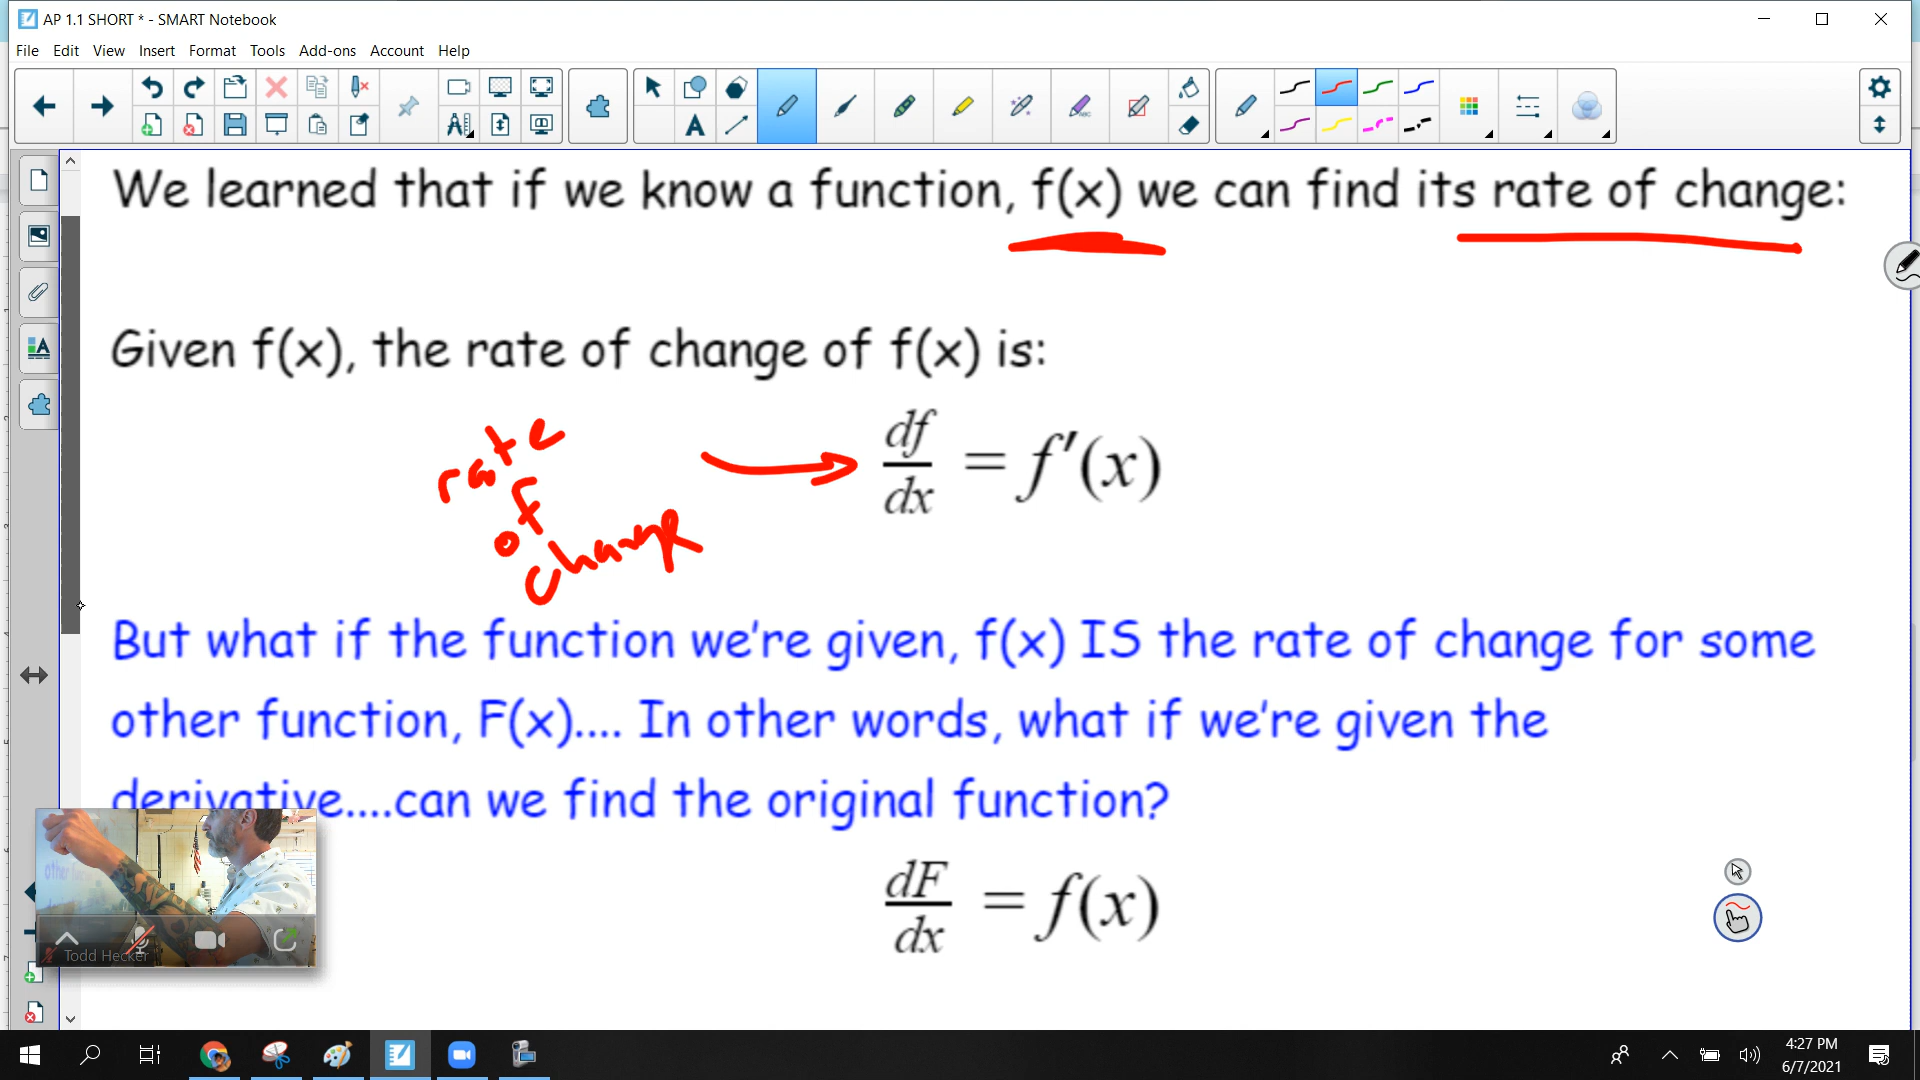 AP 1.1 SHORT * - SMART Notebook
File Edit View Insert Format Tools Add-ons Account Help
We learned that if we know a function, f(x) we can find its rate of change:
Given f(x), the rate of change of f(x) is:
rate
of
change
df/dx = f'(x)
But what if the function we're given, f(x) IS the rate of change for some
other function, F(x).... In other words, what if we're given the
derivative....can we find the original function?
dF/dx = f(x)
Todd Hecker
4:27 PM
6/7/2021